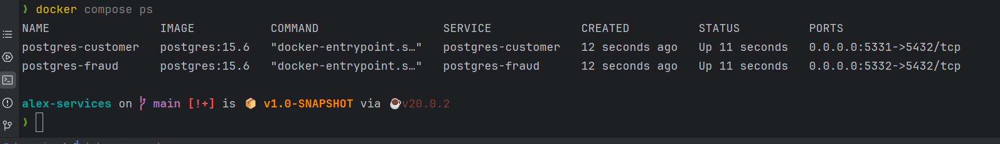 ❯ docker compose ps
NAME IMAGE COMMAND SERVICE CREATED STATUS PORTS
postgres-customer postgres:15.6 "docker-entrypoint.s…" postgres-customer 12 seconds ago Up 11 seconds 0.0.0.0:5331->5432/tcp
postgres-fraud postgres:15.6 "docker-entrypoint.s…" postgres-fraud 12 seconds ago Up 11 seconds 0.0.0.0:5332->5432/tcp
alex-services on main [!+] is 📦 v1.0-SNAPSHOT via ☕v20.0.2
❯